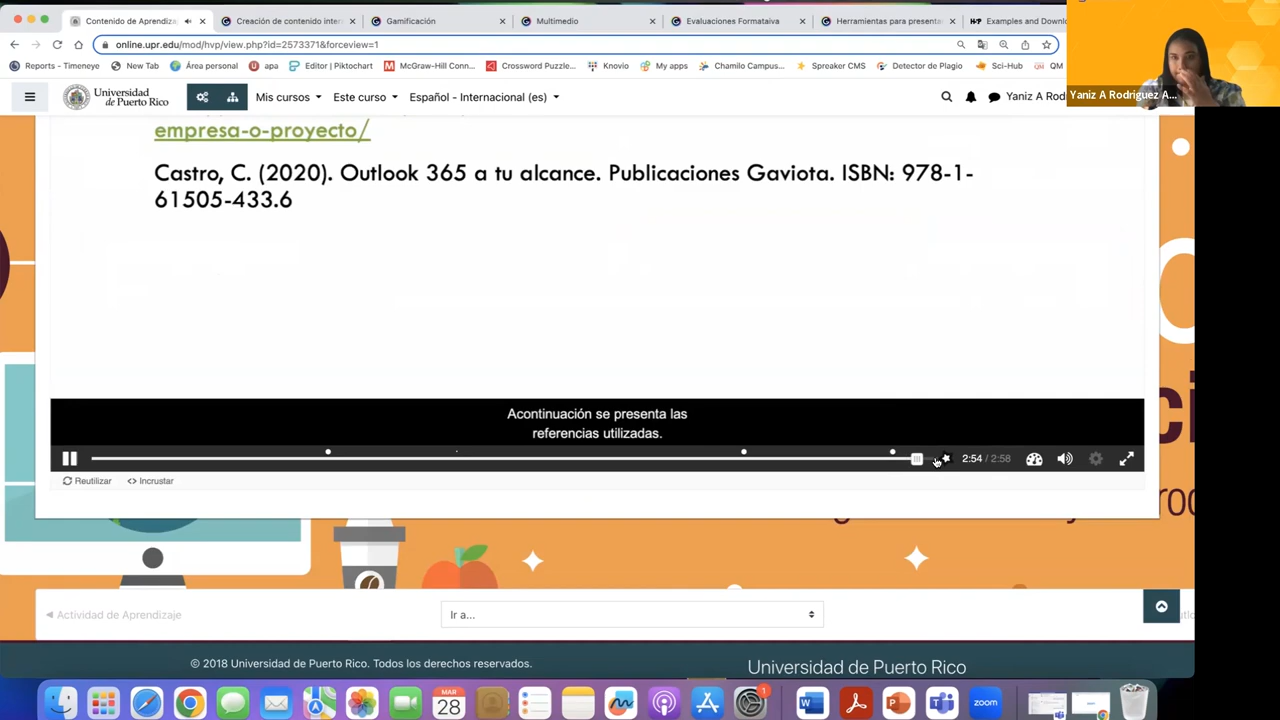 Contenido de Aprendiza
Creación de contenido inter
Gamificación
Multimedio
Evaluaciones Formataiva
Herramientas para presenta
H-P Examples and Downl
online.upr.edu/mod/hvp/view.php?id=2573371&forceview=1
Reports - Timeneye
New Tab
Área personal
apa
Editor | Piktochart
McGraw-Hill Conn...
Crossword Puzzle...
Knovio
My apps
Chamilo Campus...
Spreaker CMS
Detector de Plagio
Sci-Hub
QM
Yaniz A Rodriguez A...
Universidad
de Puerto Rico
Mis cursos
Este curso
Español - Internacional (es)
Yaniz A Rod
empresa-o-proyecto/
Castro, C. (2020). Outlook 365 a tu alcance. Publicaciones Gaviota. ISBN: 978-1-
61505-433.6
Acontinuación se presenta las
referencias utilizadas.
2:54 / 2:58
Reutilizar
Incrustar
Actividad de Aprendizaje
Ir a...
© 2018 Universidad de Puerto Rico. Todos los derechos reservados.
Universidad de Puerto Rico
MAR
28
1
W
P
zoom